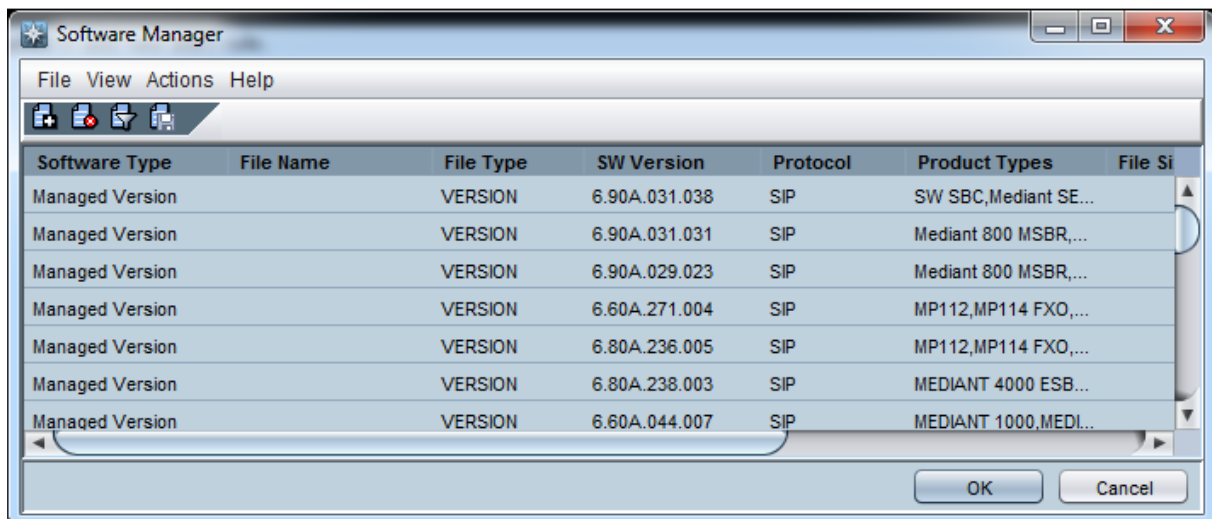 Software Manager
File View Actions Help
Software Type File Name File Type SW Version Protocol Product Types File Si
Managed Version VERSION 6.90A.031.038 SIP SW SBC,Mediant SE...
Managed Version VERSION 6.90A.031.031 SIP Mediant 800 MSBR,...
Managed Version VERSION 6.90A.029.023 SIP Mediant 800 MSBR,...
Managed Version VERSION 6.60A.271.004 SIP MP112,MP114 FXO,...
Managed Version VERSION 6.80A.236.005 SIP MP112,MP114 FXO,...
Managed Version VERSION 6.80A.238.003 SIP MEDIANT 4000 ESB...
Managed Version VERSION 6.60A.044.007 SIP MEDIANT 1000,MEDI...
OK Cancel